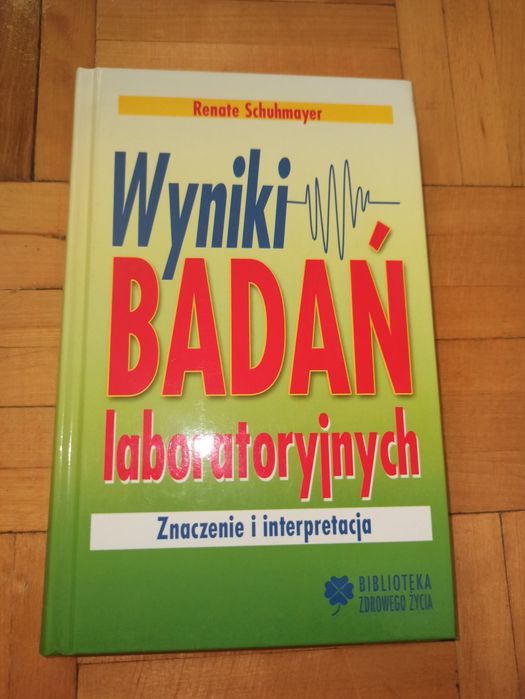 Renate Schuhmayer
Wyniki
BADAŃ
laboratoryjnych
Znaczenie i interpretacja
BIBLIOTEKA
ZDROWEGO ŻYCIA